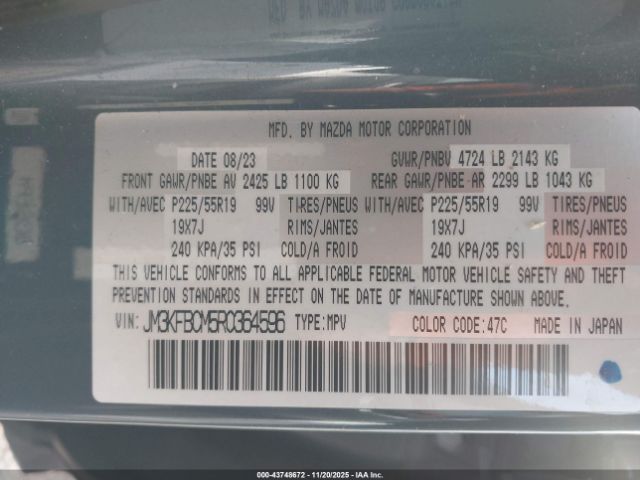 MFD. BY MAZDA MOTOR CORPORATION
DATE 08/23 GVWR/PNBV 4724 LB 2143 KG
FRONT GAWR/PNBE AV 2425 LB 1100 KG REAR GAWR/PNBE AR 2299 LB 1043 KG
WITH/AVEC P225/55R19 99V TIRES/PNEUS WITH/AVEC P225/55R19 99V TIRES/PNEUS
19X7J RIMS/JANTES 19X7J RIMS/JANTES
240 KPA/35 PSI COLD/A FROID 240 KPA/35 PSI COLD/A FROID
THIS VEHICLE CONFORMS TO ALL APPLICABLE FEDERAL MOTOR VEHICLE SAFETY AND THEFT
PREVENTION STANDARDS IN EFFECT ON THE DATE OF MANUFACTURE SHOWN ABOVE.
VIN: JM3KFBCM5R0364596 TYPE:MPV COLOR CODE:47C MADE IN JAPAN
000-43748672 - 11/20/2025 - IAA Inc.